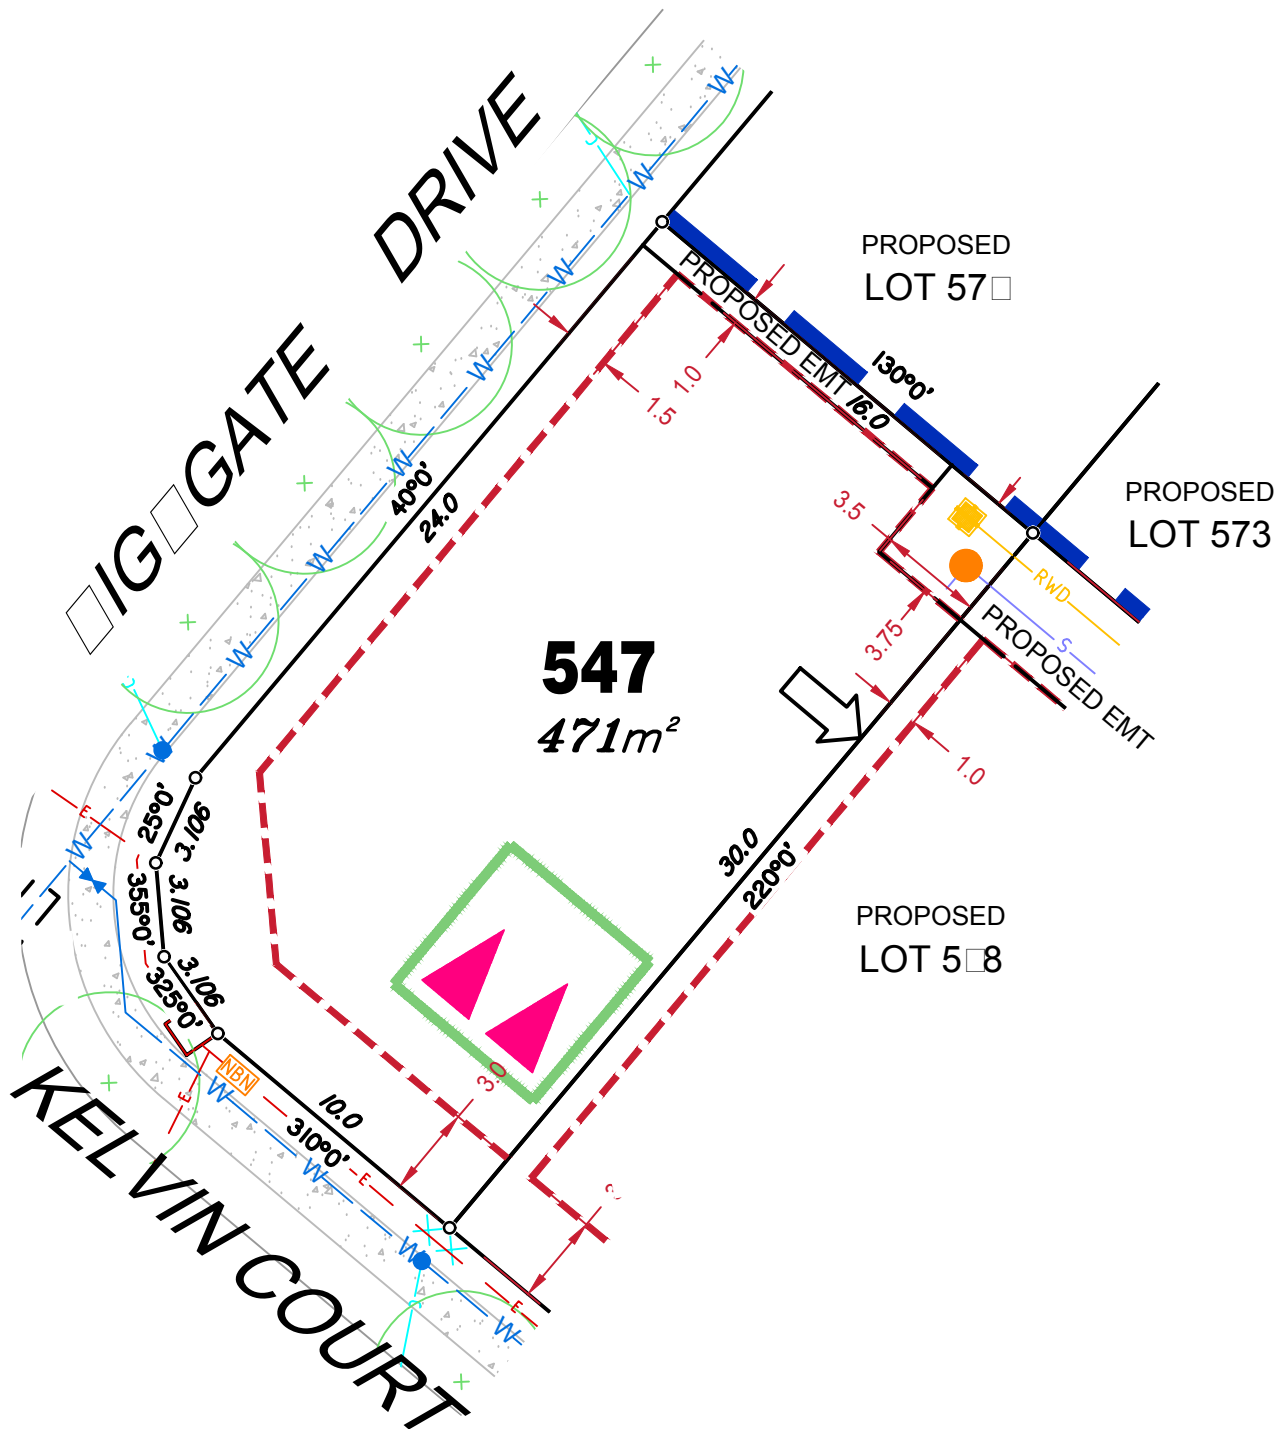 DRIVE
□IG□GATE
PROPOSED
LOT 57□
PROPOSED EMT
130°0'
16.0
1.0
1.5
40°0'
24.0
3.5
PROPOSED
LOT 573
RWD
S
PROPOSED EMT
3.75
1.0
547
471m²
25°0'
3.106
355°0'
3.106
325°0'
3.106
30.0
220°0'
PROPOSED
LOT 5□8
3.0
NBN
10.0
310°0'
KELVIN COURT
W
W
W
W
W
W
W
W
W
W
W
W
W
E
E
E
E